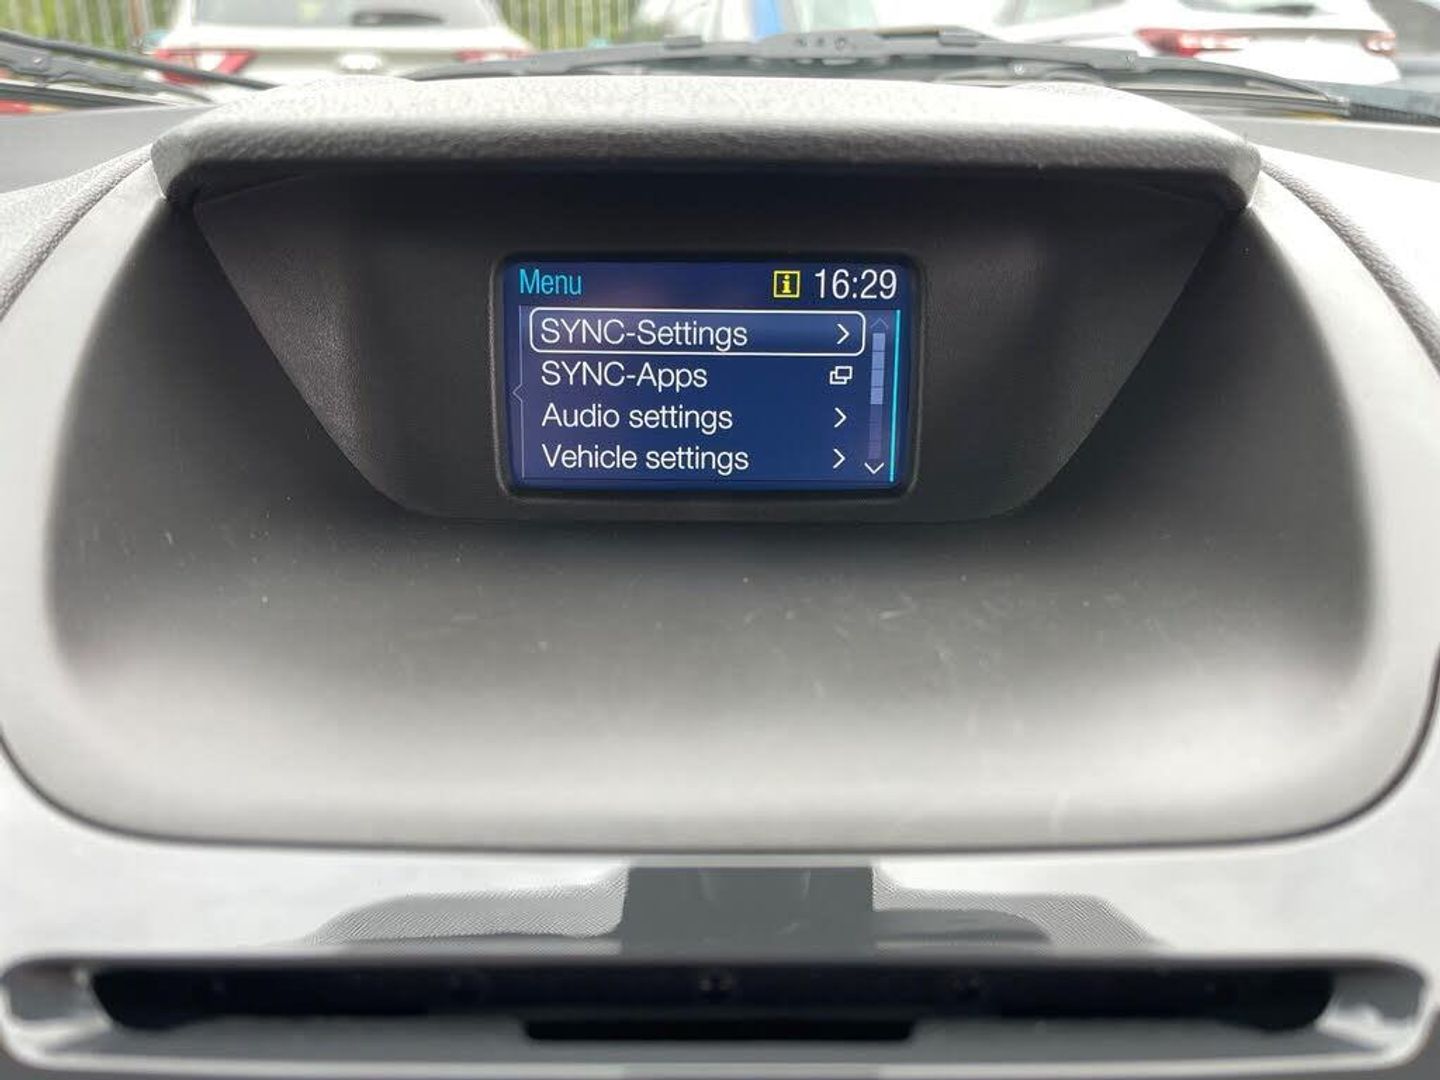 Menu i 16:29
SYNC-Settings
SYNC-Apps
Audio settings
Vehicle settings